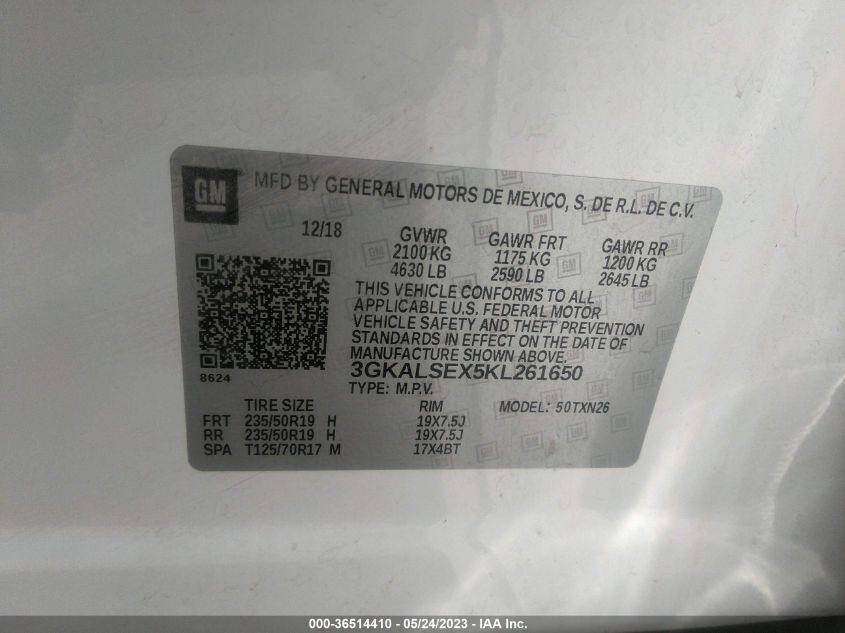 GM MFD BY GENERAL MOTORS DE MEXICO, S. DE R.L. DE C.V.
12/18 GVWR GAWR FRT GAWR RR
2100 KG 1175 KG 1200 KG
4630 LB 2590 LB 2645 LB
THIS VEHICLE CONFORMS TO ALL
APPLICABLE U.S. FEDERAL MOTOR
VEHICLE SAFETY AND THEFT PREVENTION
STANDARDS IN EFFECT ON THE DATE OF
MANUFACTURE SHOWN ABOVE.
3GKALSEX5KL261650
8624 TYPE: M.P.V.
TIRE SIZE RIM MODEL: 50TXN26
FRT 235/50R19 H 19X7.5J
RR 235/50R19 H 19X7.5J
SPA T125/70R17 M 17X4BT
000-36514410 - 05/24/2023 - IAA Inc.